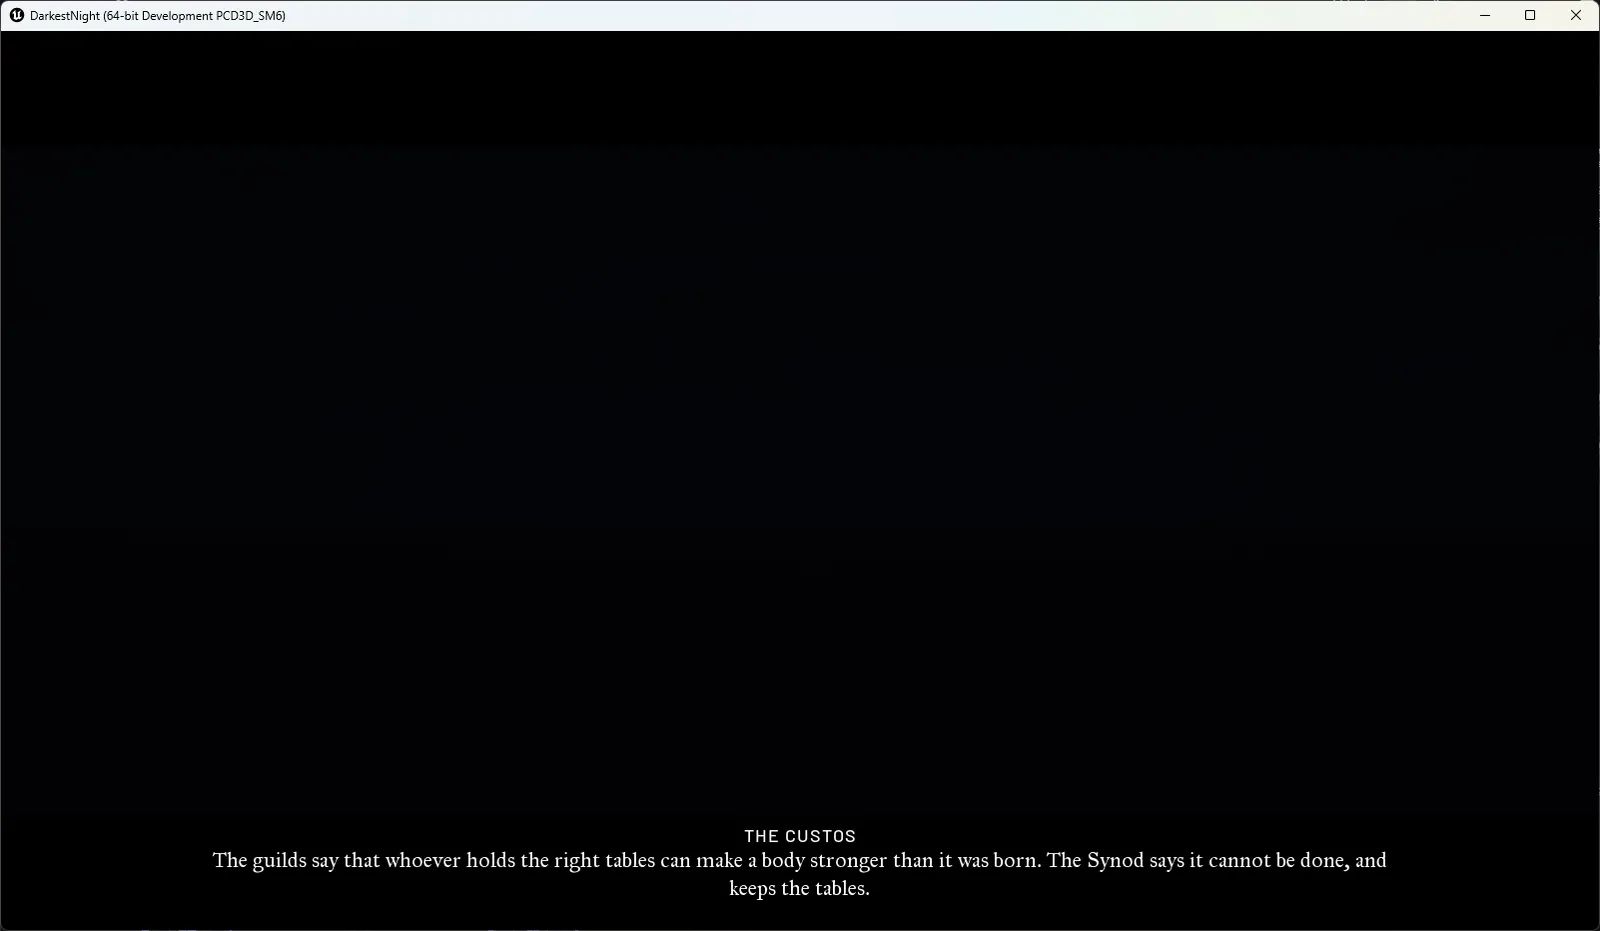 DarkestNight (64-bit Development PCD3D_SM6)
THE CUSTOS
The guilds say that whoever holds the right tables can make a body stronger than it was born. The Synod says it cannot be done, and
keeps the tables.